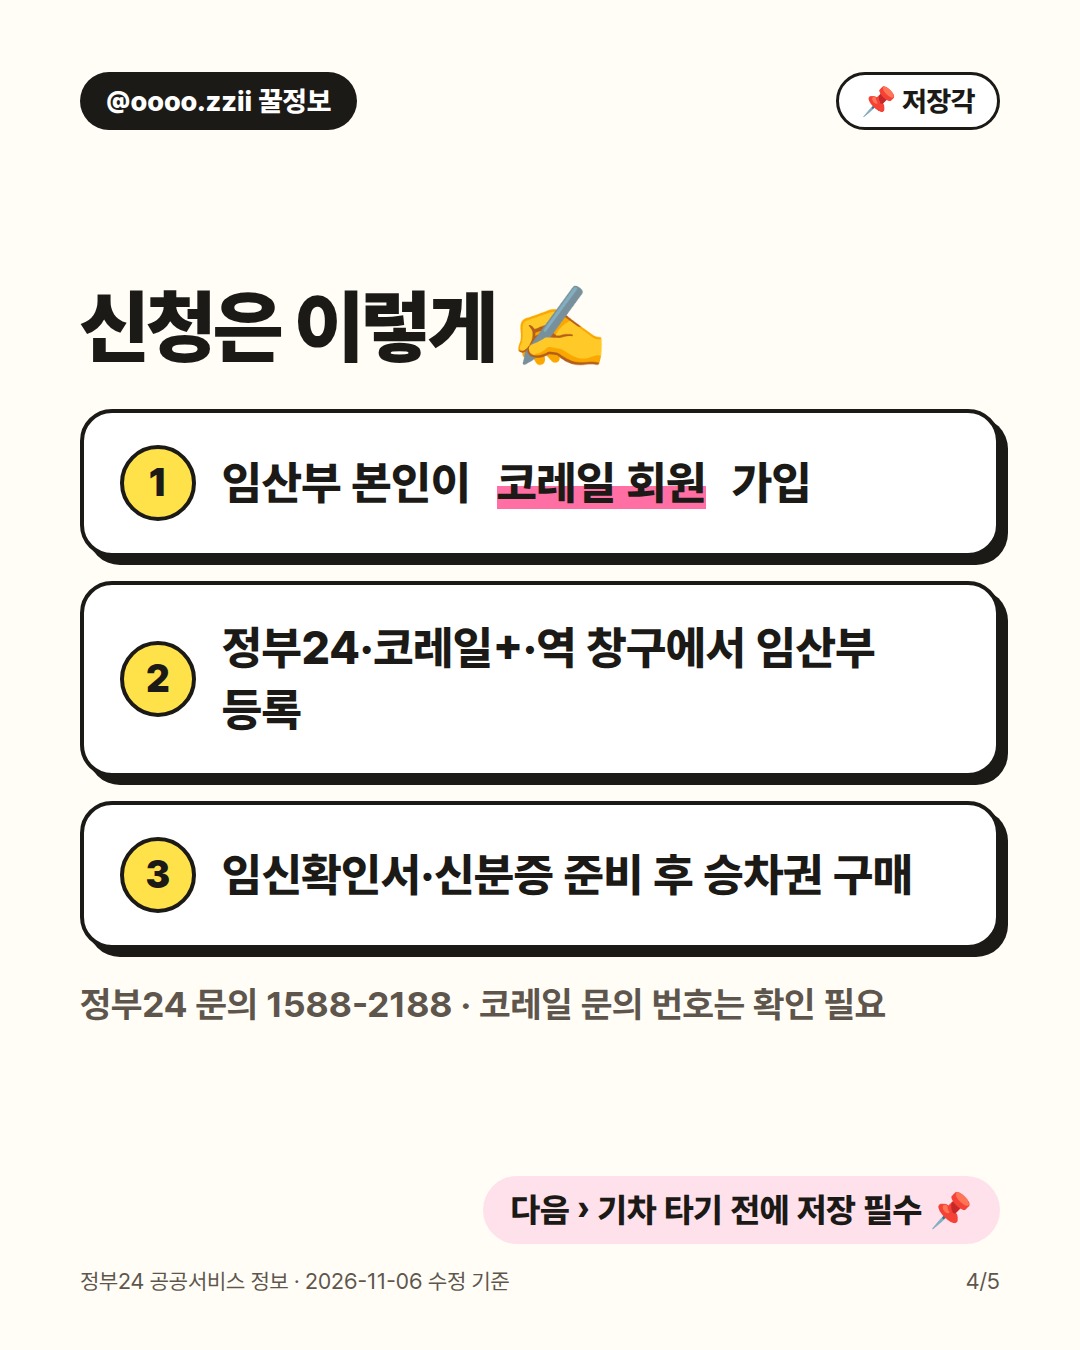 @oooo.zzii 꿀정보
📌 저장각
신청은 이렇게 ✍️
1 임산부 본인이 코레일 회원 가입
2 정부24·코레일+·역 창구에서 임산부
등록
3 임신확인서·신분증 준비 후 승차권 구매
정부24 문의 1588-2188 · 코레일 문의 번호는 확인 필요
다음 › 기차 타기 전에 저장 필수 📌
정부24 공공서비스 정보 · 2026-11-06 수정 기준
4/5